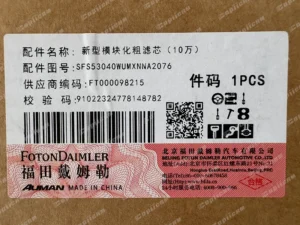 配件名称: 新型模块化粗滤芯(10万)
配件图号: SFS53040WUMXNNA2076
供应商编码: FT000098215
件码 1PCS
校 验 码: 91022324778148782
FOTONDAIMLER
福田戴姆勒
AUMAN MADE IN CHINA
北京福田戴姆勒汽车有限公司
BEIJING FOTON DAIMLER AUTOMOTIVE CO., LTD.
合格